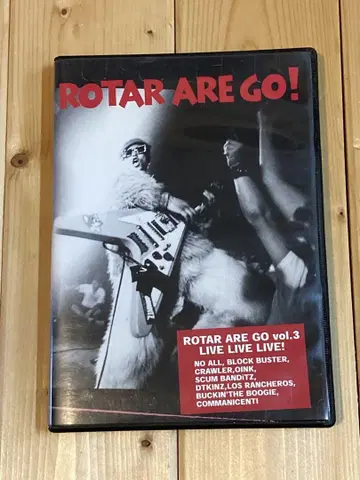 ROTAR ARE GO!
ROTAR ARE GO vol.3
LIVE LIVE LIVE!
NO ALL, BLOCK BUSTER,
CRAWLER,OINK,
SCUM BANDiTZ,
DTKINZ,LOS RANCHEROS,
BUCKIN'THE BOOGIE,
COMMANICENTI